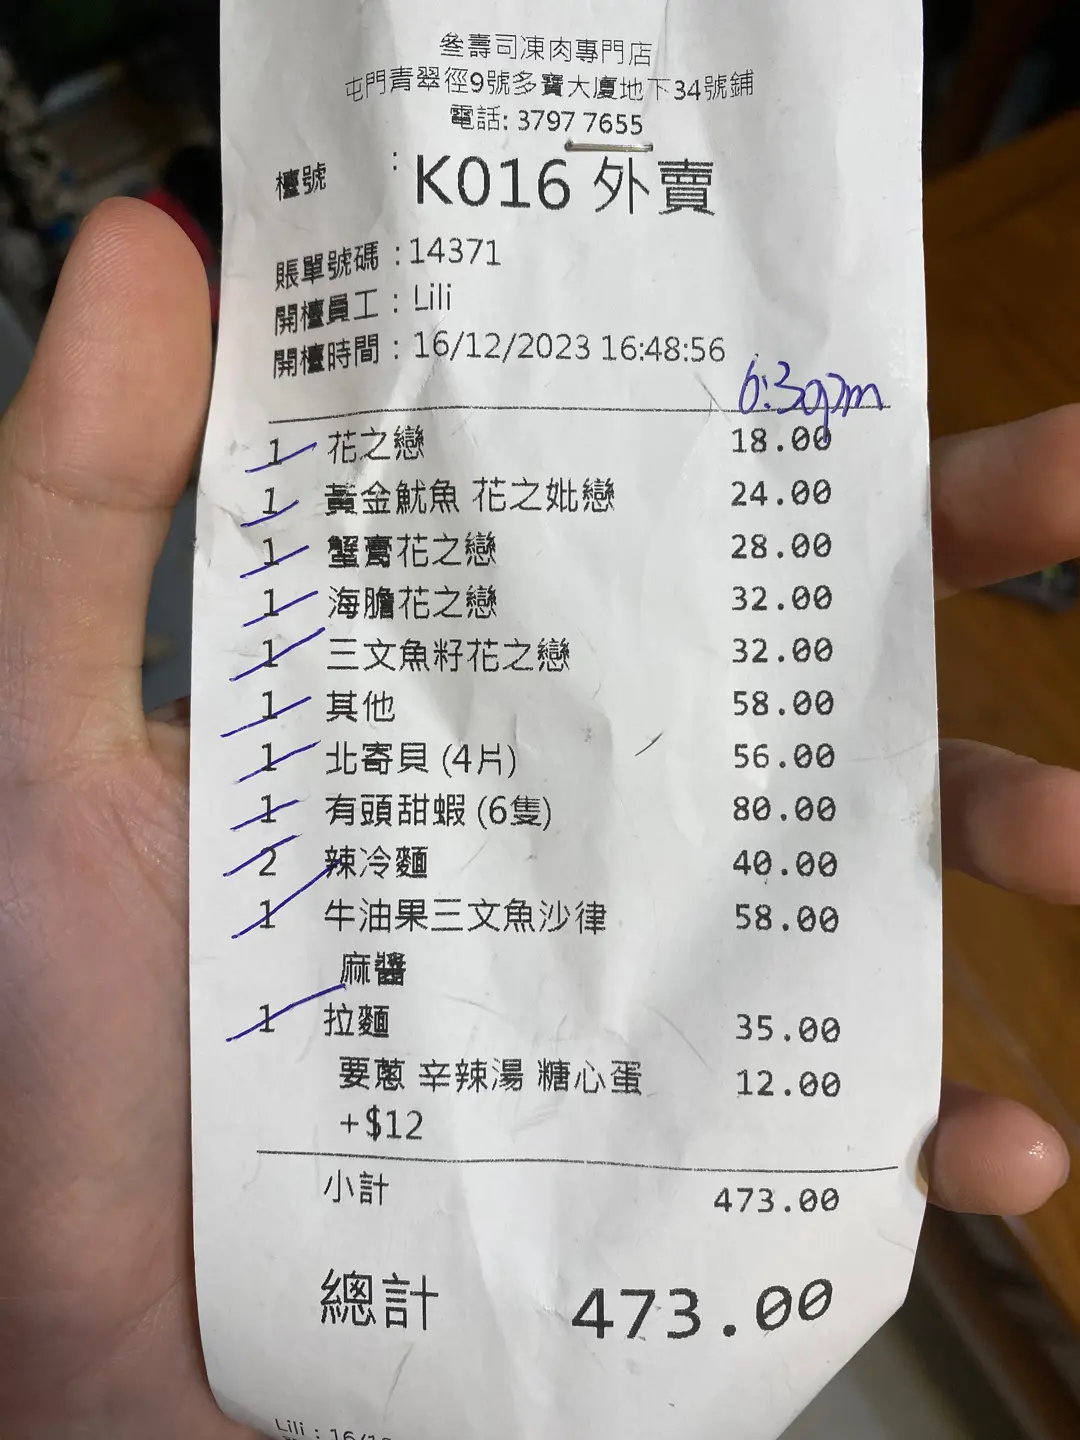 叁壽司凍肉專門店
屯門青翠徑9號多寶大廈地下34號鋪
電話: 3797 7655
檯號 : K016 外賣
賬單號碼 : 14371
開檯員工 : Lili
開檯時間 : 16/12/2023 16:48:56
6:30pm
1 花之戀 18.00
1 黃金魷魚 花之妣戀 24.00
1 蟹膏花之戀 28.00
1 海膽花之戀 32.00
1 三文魚籽花之戀 32.00
1 其他 58.00
1 北寄貝 (4片) 56.00
1 有頭甜蝦 (6隻) 80.00
2 辣冷麵 40.00
1 牛油果三文魚沙律 58.00
麻醬
1 拉麵 35.00
要蔥 辛辣湯 糖心蛋 12.00
+$12
小計 473.00
總計 473.00
Lili : 16/12